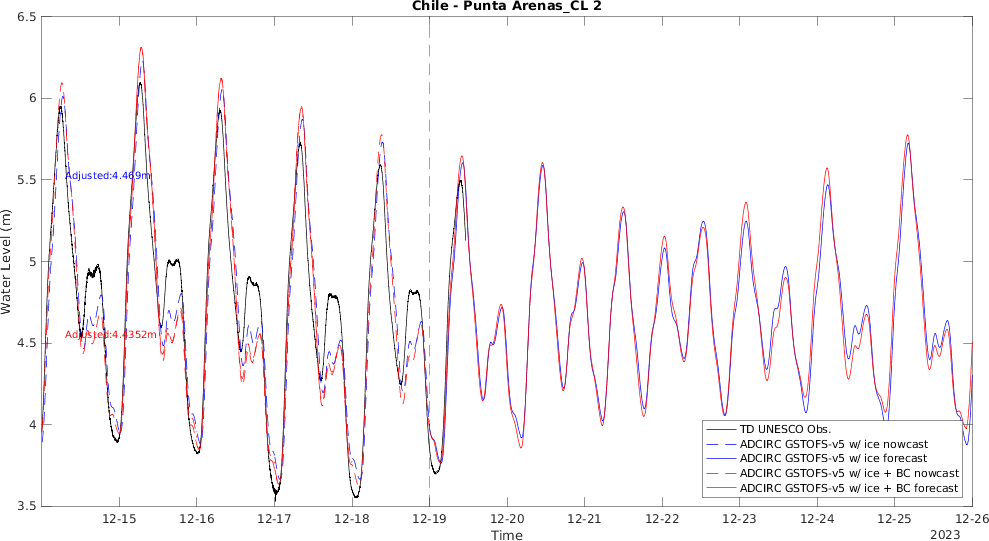 Chile - Punta Arenas_CL 2
6.5
6
5.5
5
4.5
4
3.5
Water Level (m)
Adjusted:4.469m
Adjusted:4.4352m
TD UNESCO Obs.
ADCIRC GSTOFS-v5 w/ ice nowcast
ADCIRC GSTOFS-v5 w/ ice forecast
ADCIRC GSTOFS-v5 w/ ice + BC nowcast
ADCIRC GSTOFS-v5 w/ ice + BC forecast
12-15 12-16 12-17 12-18 12-19 12-20 12-21 12-22 12-23 12-24 12-25 12-26
Time
2023